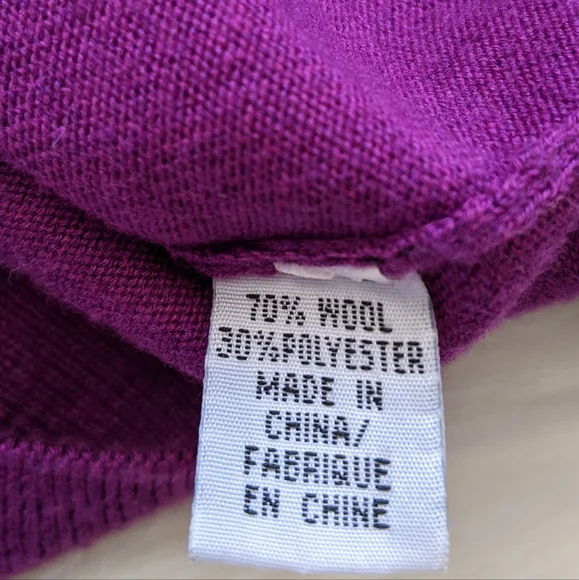 70% WOOL
30%POLYESTER
MADE IN
CHINA/
FABRIQUE
EN CHINE